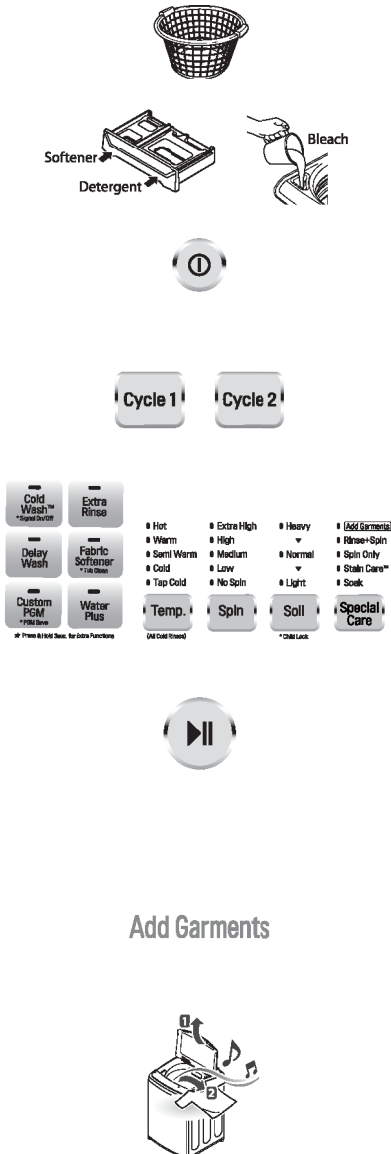 Bleach
Softener
Detergent
Cycle 1
Cycle 2
Cold Wash™
* Signal On/Off
Extra Rinse
Delay Wash
Fabric Softener
* Tub Clean
Custom PGM
* PGM Save
Water Plus
* Press & Hold 3sec. for Extra Functions
Hot
Warm
Semi Warm
Cold
Tap Cold
Temp.
(All Cold Rinses)
Extra High
High
Medium
Low
No Spin
Spin
Heavy
Normal
Light
Soil
* Child Lock
Add Garments
Rinse+Spin
Spin Only
Stain Care™
Soak
Special Care
Add Garments
1
2